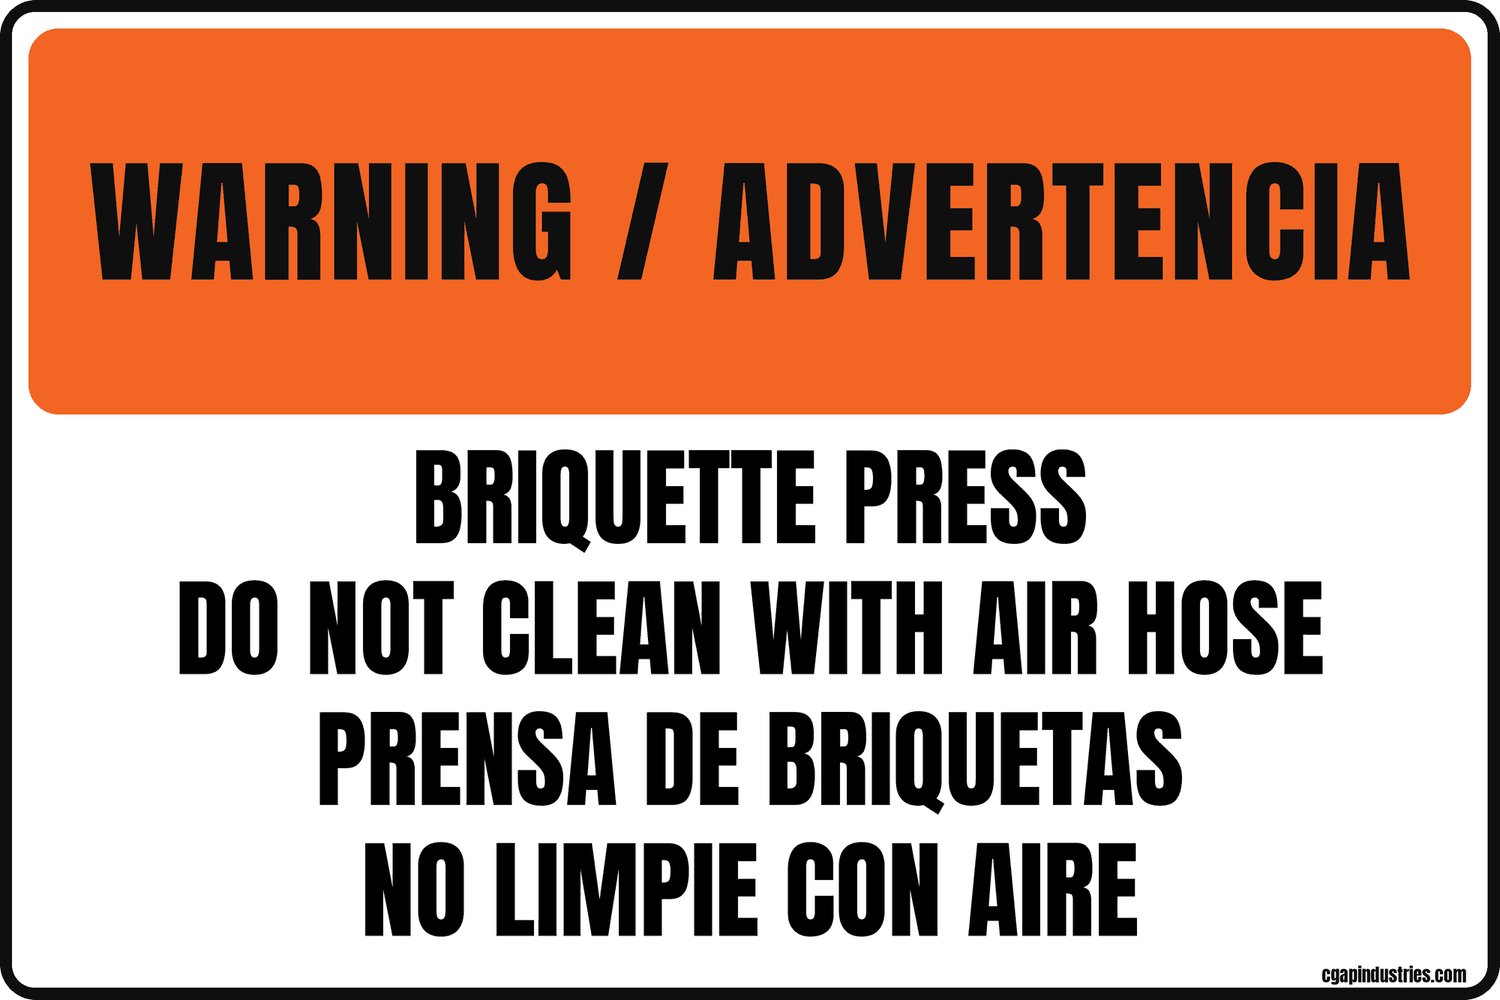 WARNING / ADVERTENCIA
BRIQUETTE PRESS
DO NOT CLEAN WITH AIR HOSE
PRENSA DE BRIQUETAS
NO LIMPIE CON AIRE
cgapindustries.com